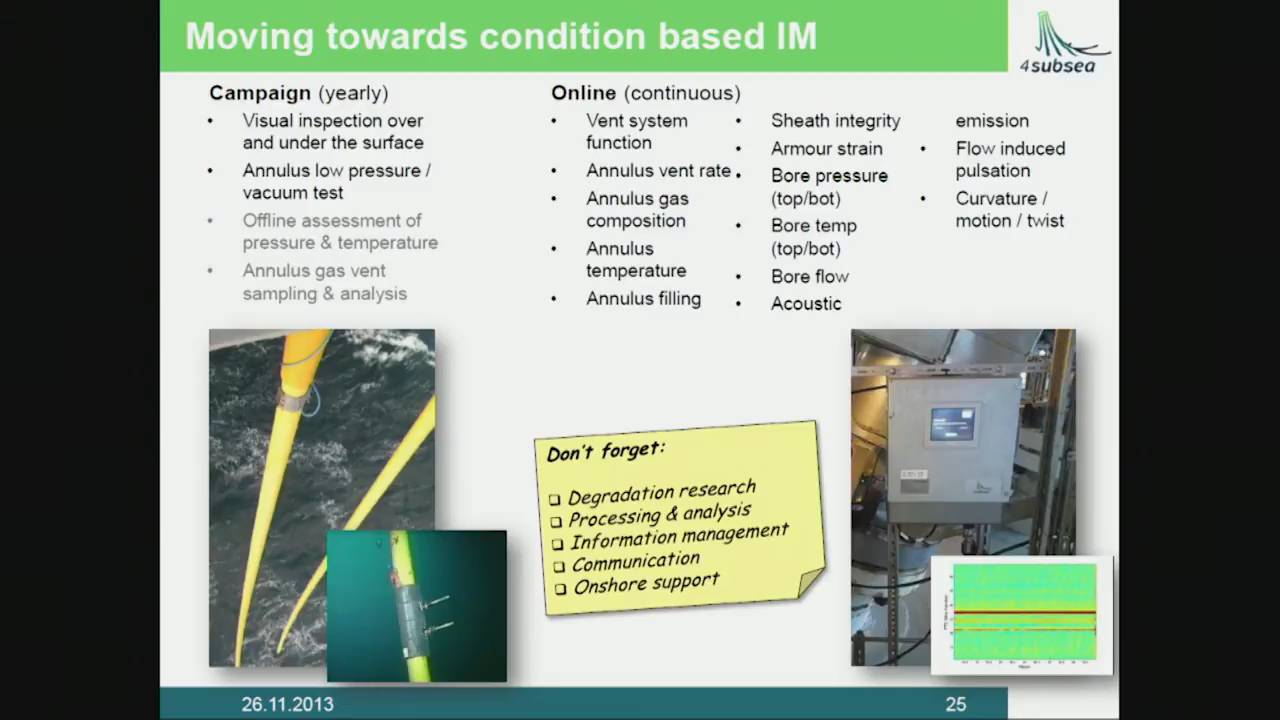 Moving towards condition based IM
4subsea
Campaign (yearly)
• Visual inspection over
and under the surface
• Annulus low pressure /
vacuum test
• Offline assessment of
pressure & temperature
• Annulus gas vent
sampling & analysis
Online (continuous)
• Vent system
function
• Annulus vent rate
• Annulus gas
composition
• Annulus
temperature
• Annulus filling
• Sheath integrity
• Armour strain
• Bore pressure
(top/bot)
• Bore temp
(top/bot)
• Bore flow
• Acoustic
emission
• Flow induced
pulsation
• Curvature /
motion / twist
Don't forget:
❑ Degradation research
❑ Processing & analysis
❑ Information management
❑ Communication
❑ Onshore support
26.11.2013
25